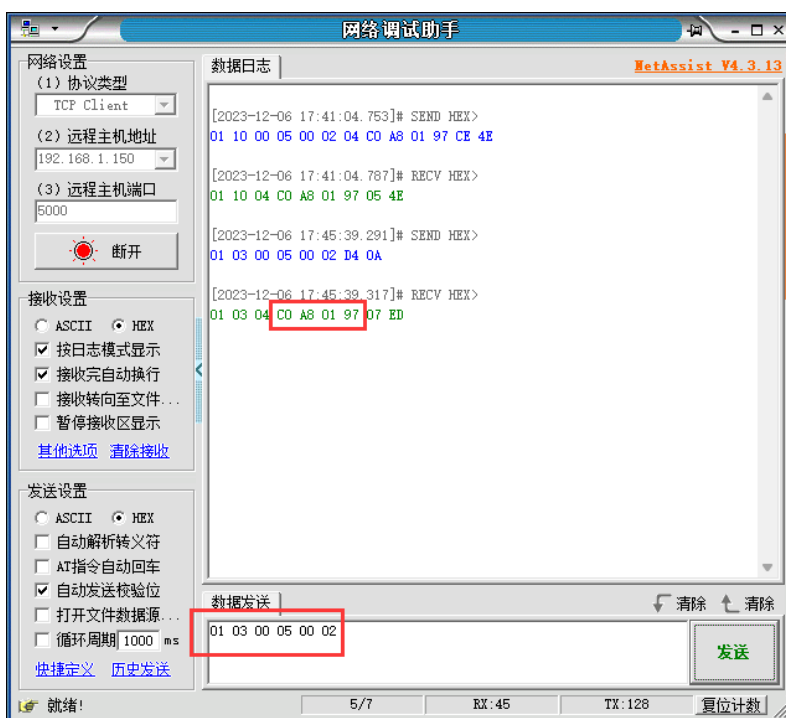 网络调试助手
网络设置
(1) 协议类型
TCP Client
(2) 远程主机地址
192.168.1.150
(3) 远程主机端口
5000
断开
接收设置
ASCII HEX
按日志模式显示
接收完自动换行
接收转向至文件...
暂停接收区显示
其他选项 清除接收
发送设置
ASCII HEX
自动解析转义符
AT指令自动回车
自动发送校验位
打开文件数据源...
循环周期 1000 ms
快捷定义 历史发送
数据日志 NetAssist V4.3.13
[2023-12-06 17:41:04.753]# SEND HEX>
01 10 00 05 00 02 04 C0 A8 01 97 CE 4E
[2023-12-06 17:41:04.787]# RECV HEX>
01 10 04 C0 A8 01 97 05 4E
[2023-12-06 17:45:39.291]# SEND HEX>
01 03 00 05 00 02 D4 0A
[2023-12-06 17:45:39.317]# RECV HEX>
01 03 04 C0 A8 01 97 07 ED
数据发送 清除 清除
01 03 00 05 00 02
发送
就绪! 5/7 RX:45 TX:128 复位计数